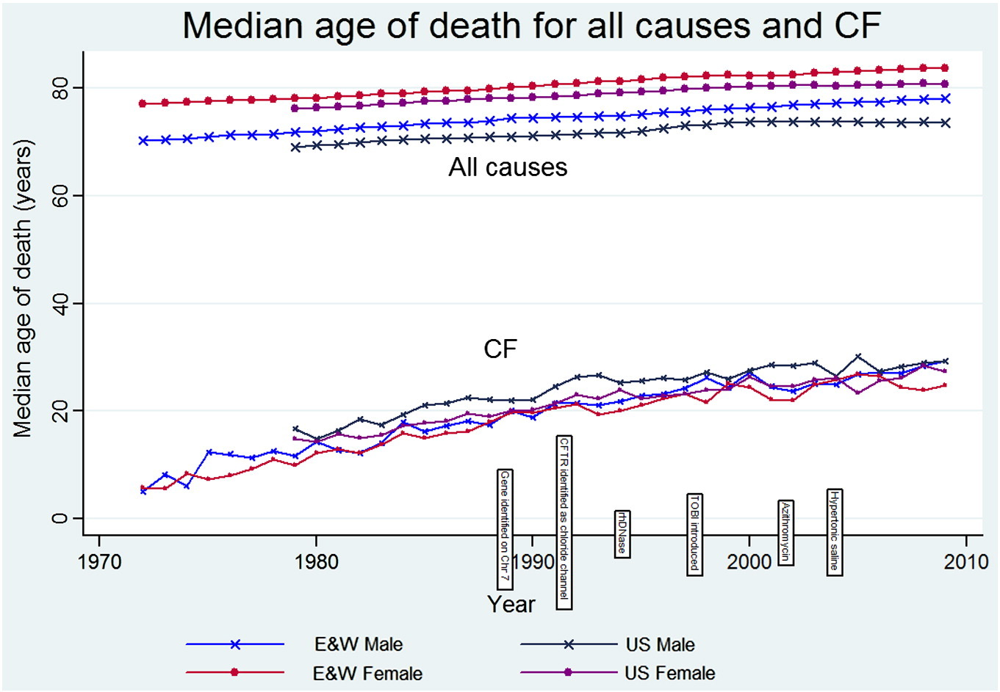 Median age of death for all causes and CF
Median age of death (years)
80
60
40
20
0
All causes
CF
Gene identified on Chr 7
CFTR identified as chloride channel
rhDNase
TOBI introduced
Azithromycin
Hypertonic saline
1970
1980
1990
2000
2010
Year
E&W Male
US Male
E&W Female
US Female